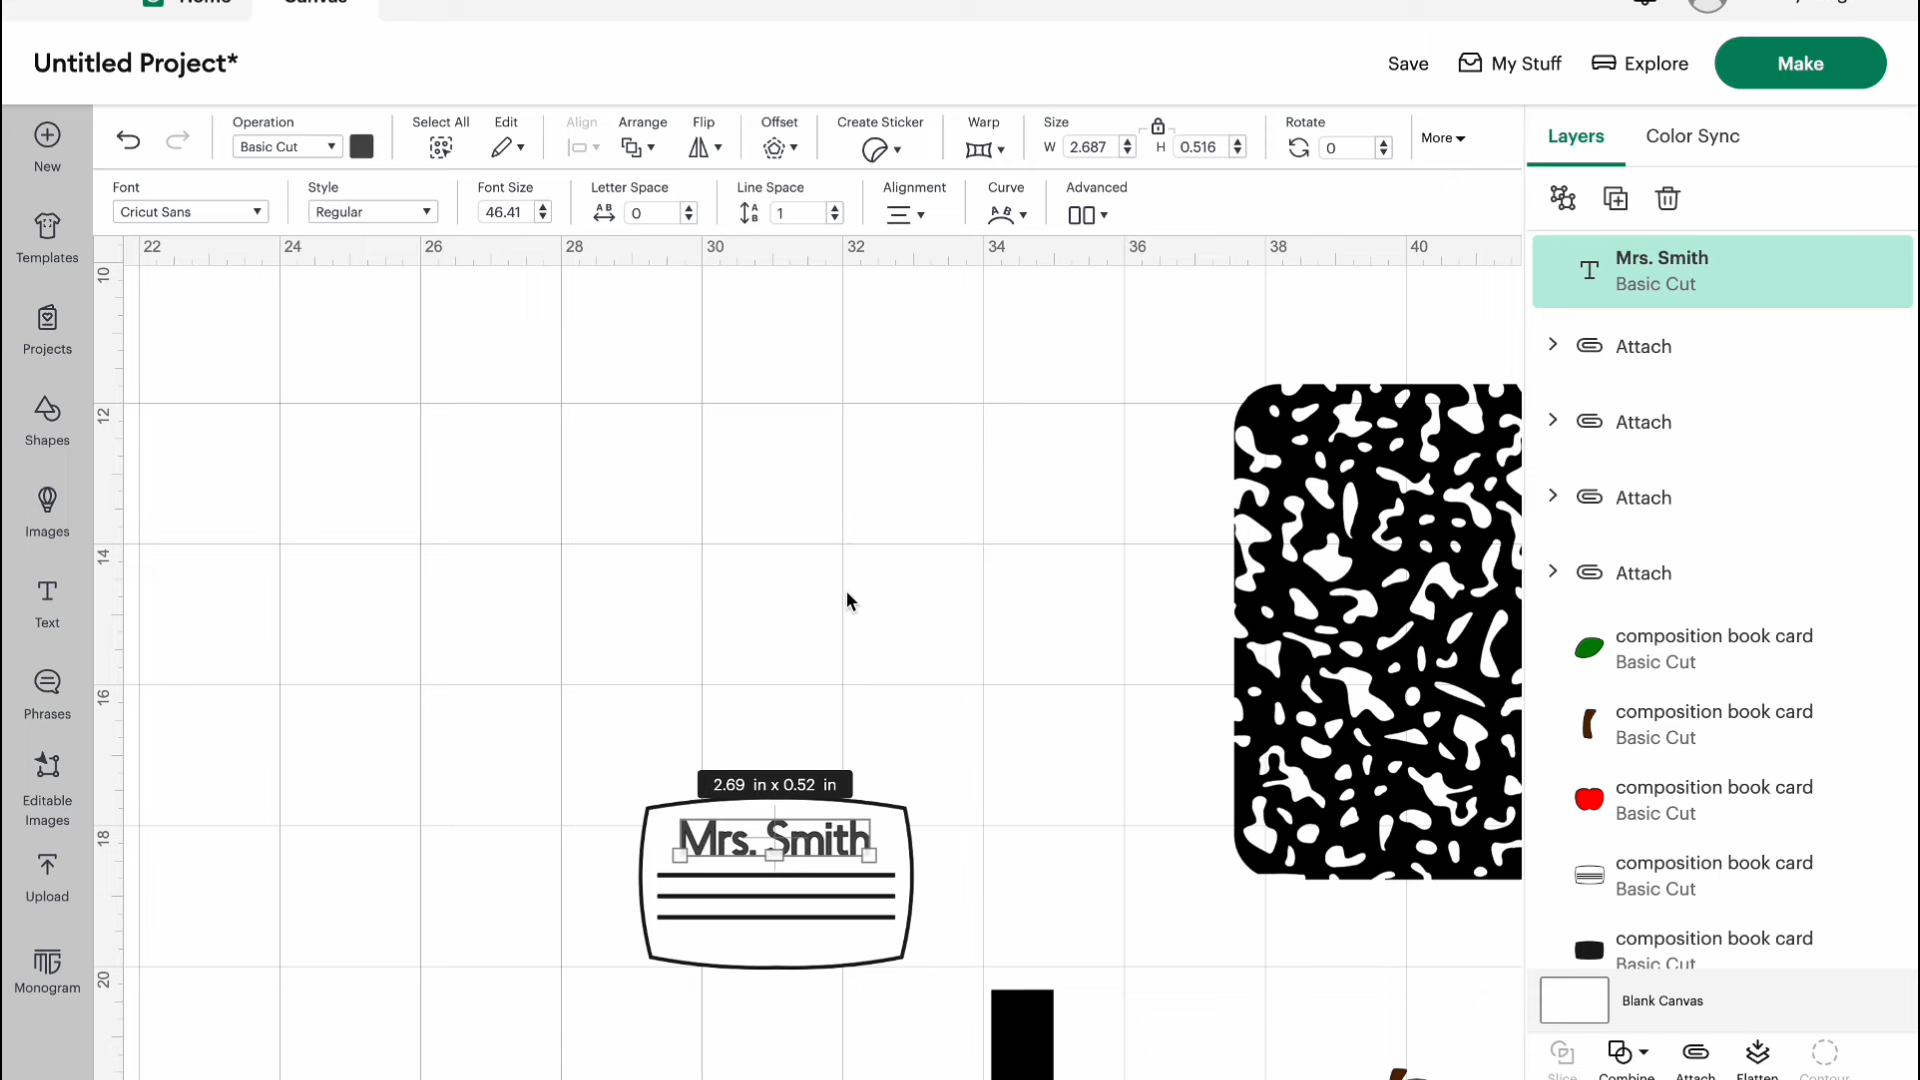 Untitled Project*
Save
My Stuff
Explore
Make
Operation
Select All
Edit
Align
Arrange
Flip
Offset
Create Sticker
Warp
Size
Rotate
Basic Cut
W 2.687
H 0.516
0
More
Layers
Color Sync
New
Font
Style
Font Size
Letter Space
Line Space
Alignment
Curve
Advanced
Cricut Sans
Regular
46.41
0
1
22 24 26 28 30 32 34 36 38 40
10
12
14
16
18
20
Templates
Projects
Shapes
Images
Text
Phrases
Editable
Images
Upload
Monogram
2.69 in x 0.52 in
Mrs. Smith
Mrs. Smith
Basic Cut
Attach
Attach
Attach
Attach
composition book card
Basic Cut
composition book card
Basic Cut
composition book card
Basic Cut
composition book card
Basic Cut
composition book card
Basic Cut
Blank Canvas
Slice
Combine
Attach
Flatten
Contour